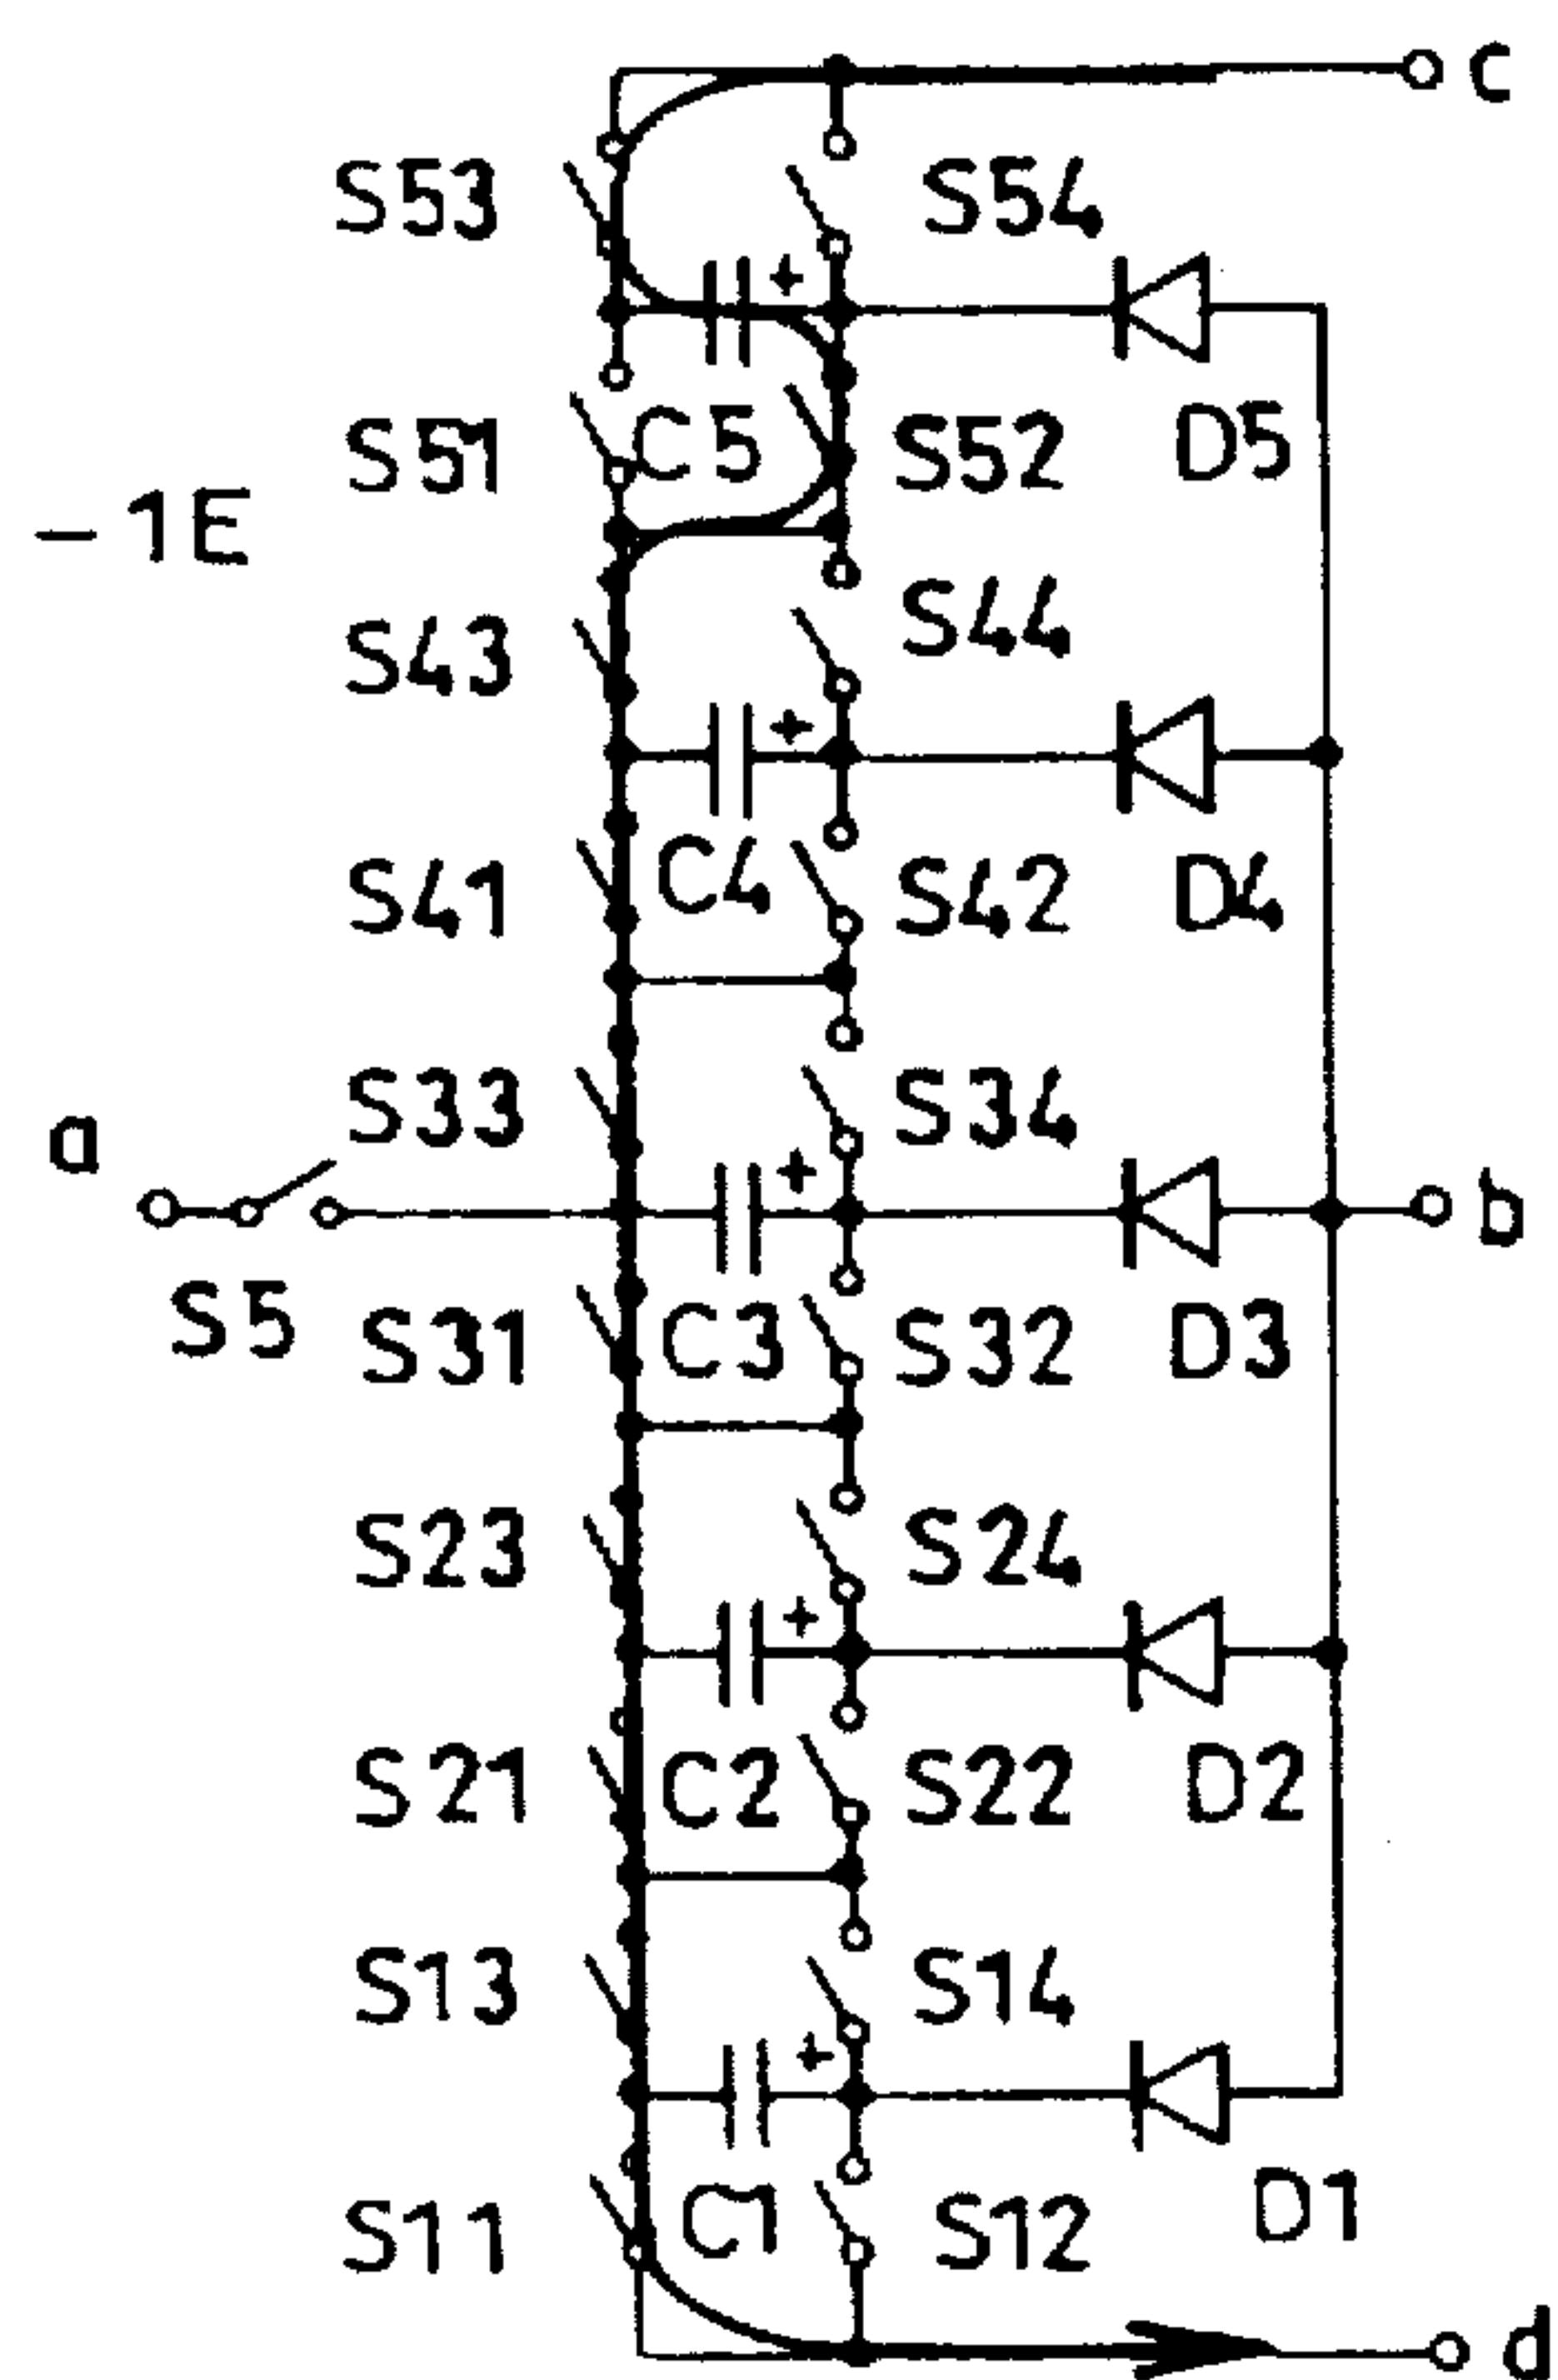 c
S53 + S54
S51 C5 S52 D5
−1E
S43 S44
+
S41 C4 S42 D4
a S33 S34
+ b
S5 S31 C3 S32 D3
S23 S24
+
S21 C2 S22 D2
S13 S14
+
S11 C1 S12 D1
d